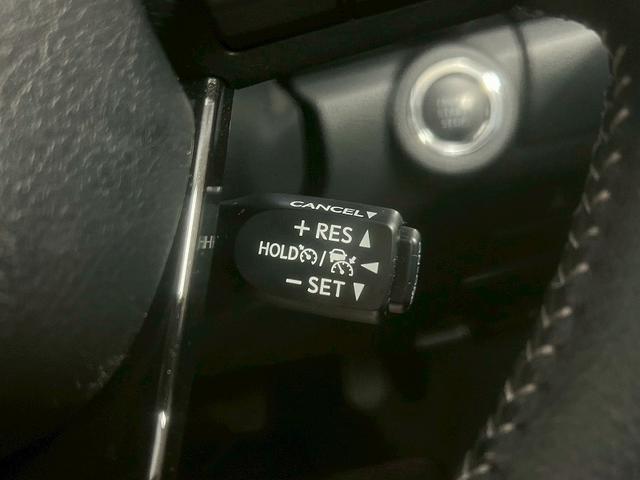 CANCEL▼
+ RES ▲
HOLD / ◄
− SET ▼